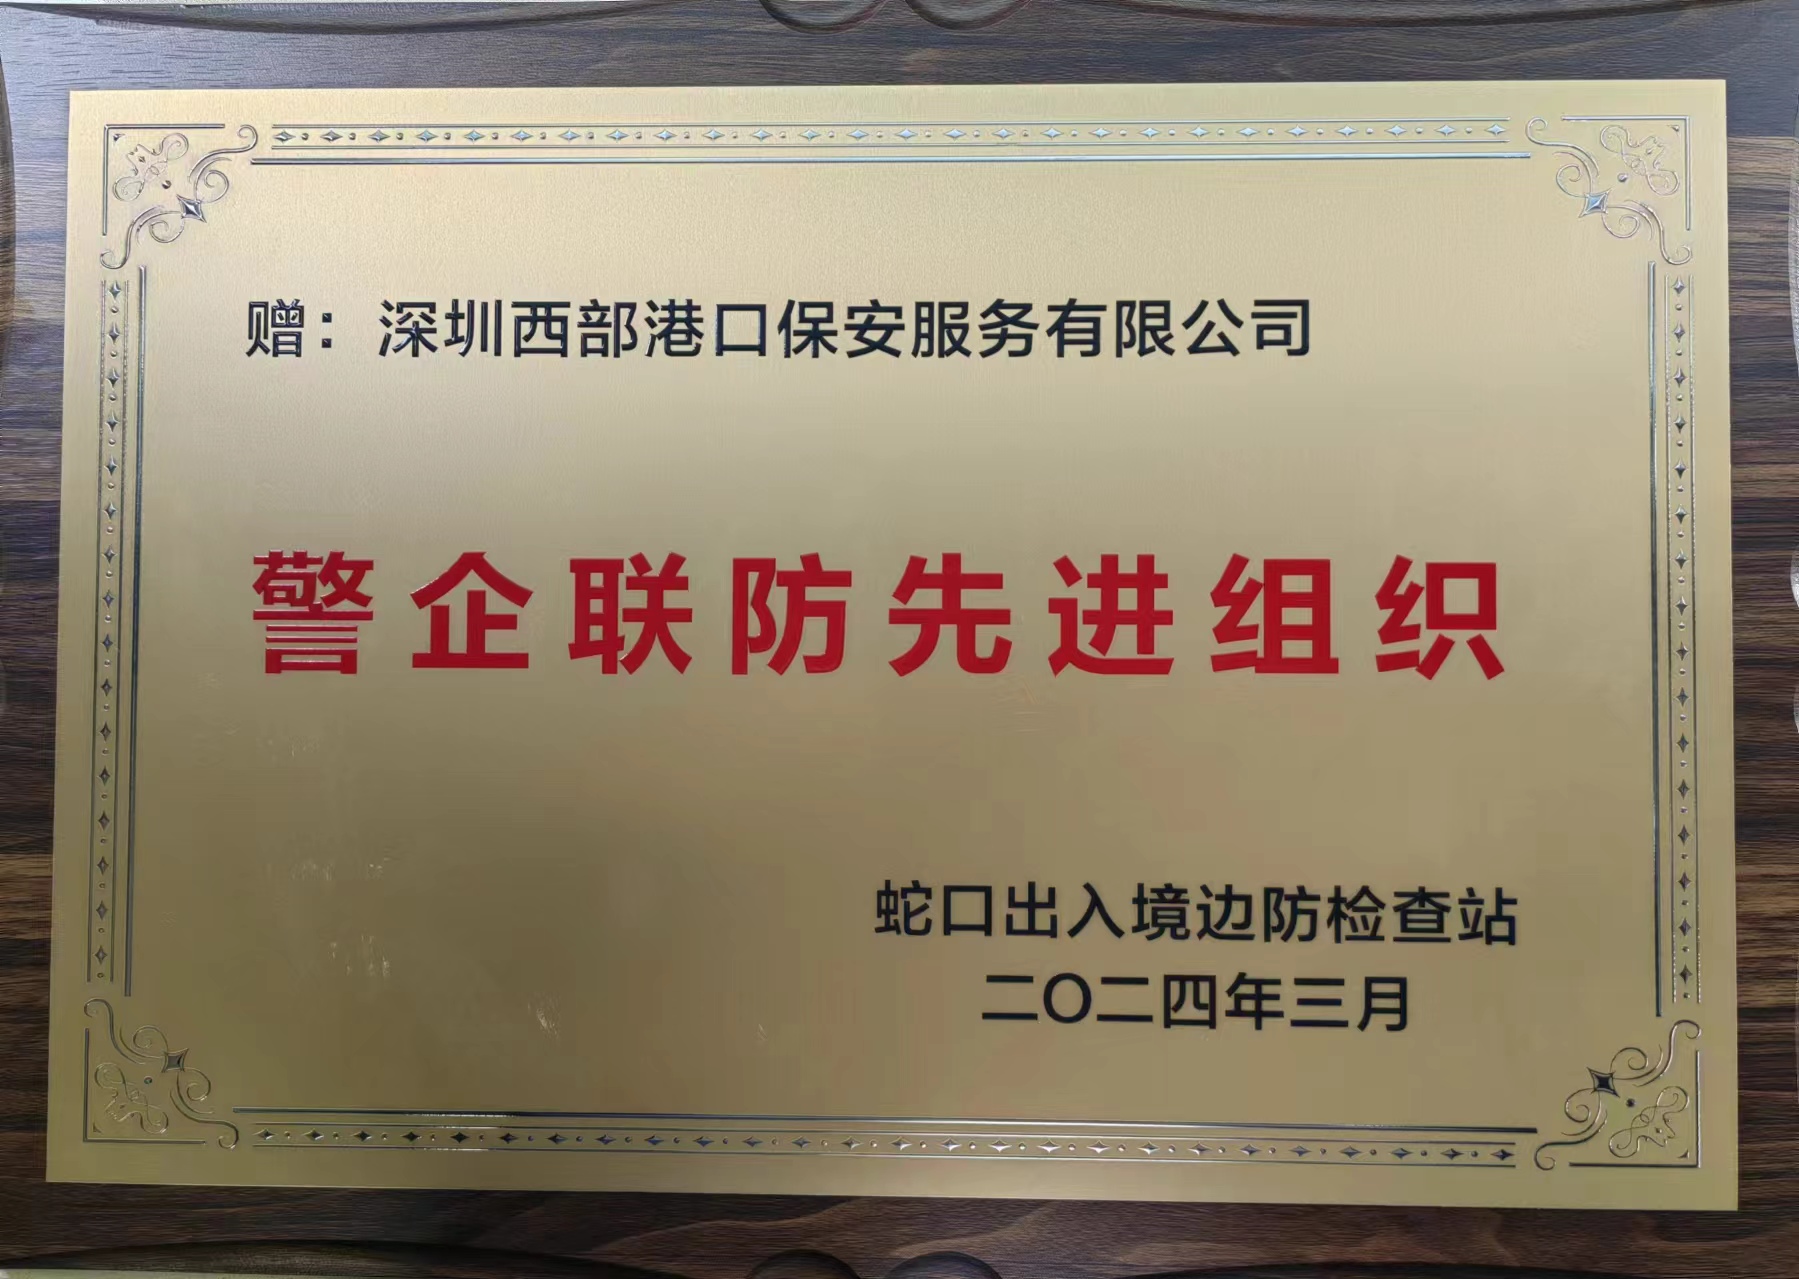 赠：深圳西部港口保安服务有限公司
警企联防先进组织
蛇口出入境边防检查站
二〇二四年三月